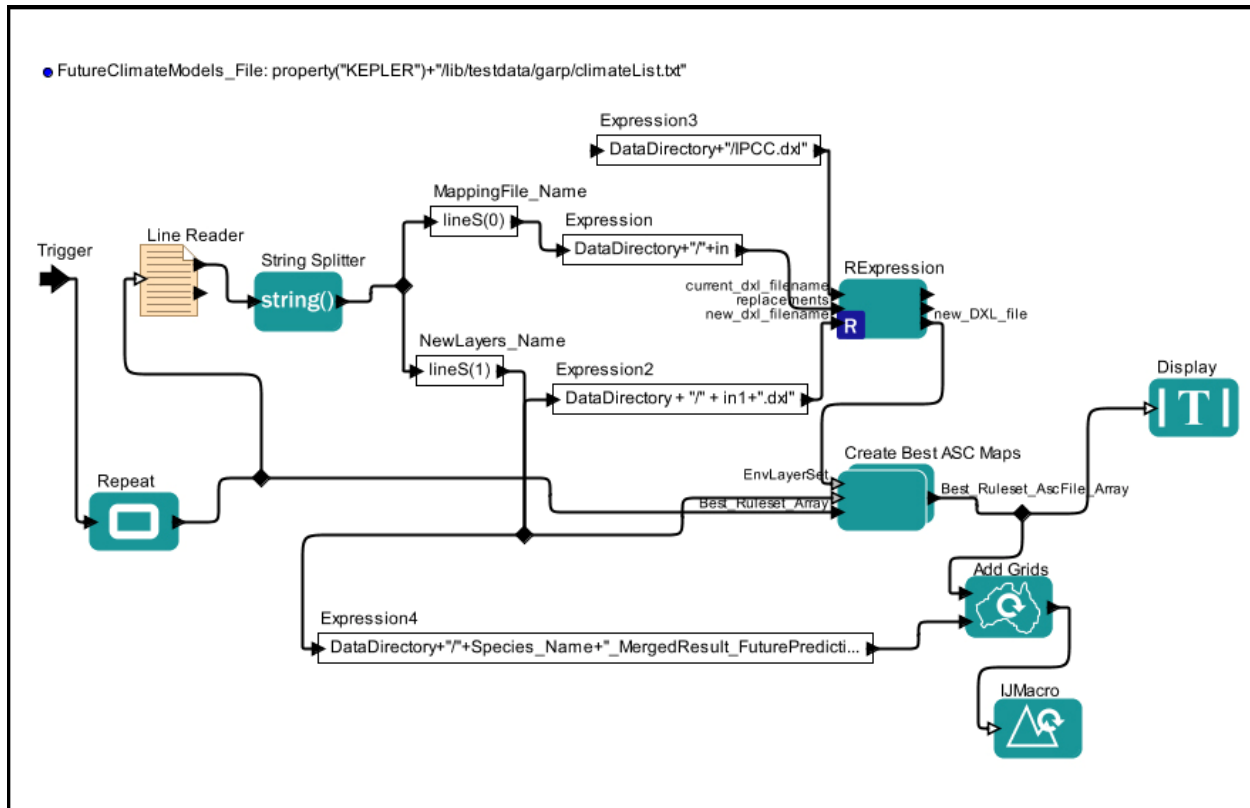 FutureClimateModels_File: property("KEPLER")+"/lib/testdata/garp/climateList.txt"
Expression3
DataDirectory+"/IPCC.dxl"
MappingFile_Name
lineS(0)
Expression
DataDirectory+"/"+in
Trigger
Line Reader
String Splitter
string()
RExpression
current_dxl_filename
replacements
new_dxl_filename
R
new_DXL_file
NewLayers_Name
lineS(1)
Expression2
DataDirectory + "/" + in1+".dxl"
Display
T
Repeat
Create Best ASC Maps
EnvLayerSet
Best_Ruleset_Array
Best_Ruleset_AscFile_Array
Add Grids
Expression4
DataDirectory+"/"+Species_Name+"_MergedResult_FuturePredicti...
IJMacro